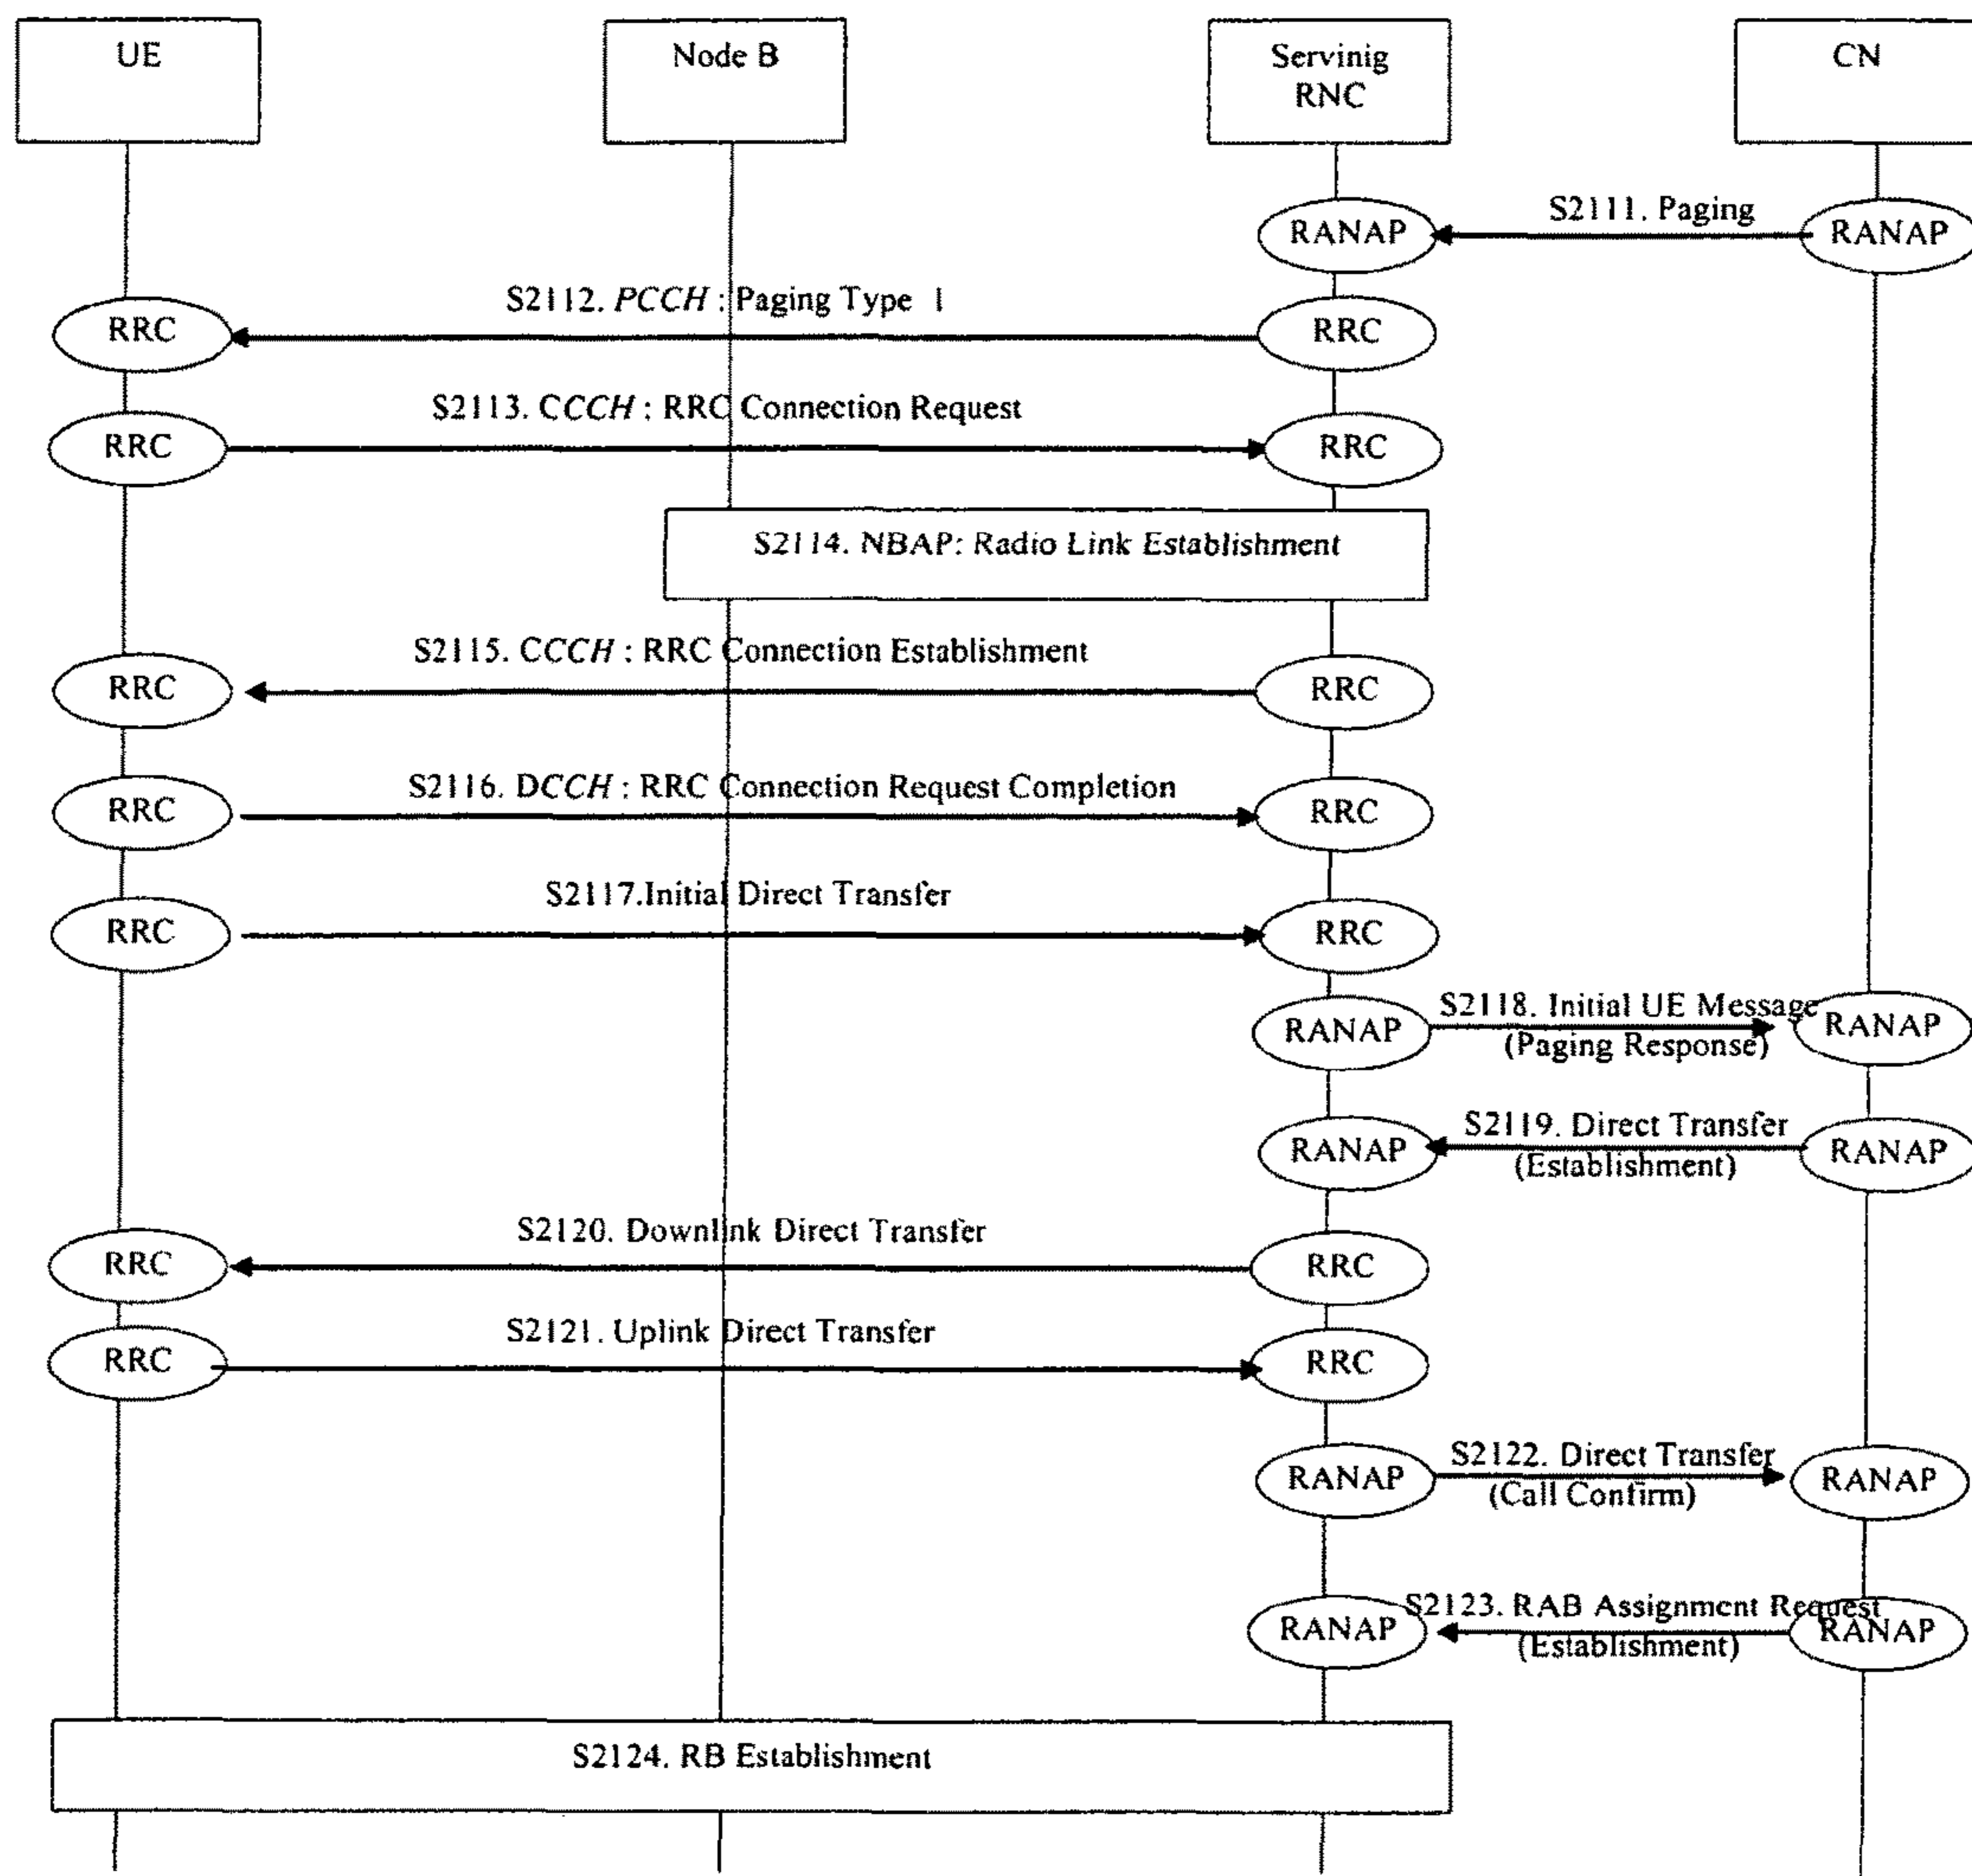 UE
Node B
Servinig
RNC
CN
S2111. Paging
RANAP
RANAP
S2112. PCCH : Paging Type 1
RRC
RRC
S2113. CCCH : RRC Connection Request
RRC
RRC
S2114. NBAP: Radio Link Establishment
S2115. CCCH : RRC Connection Establishment
RRC
RRC
S2116. DCCH : RRC Connection Request Completion
RRC
RRC
S2117.Initial Direct Transfer
RRC
RRC
S2118. Initial UE Message
(Paging Response)
RANAP
RANAP
S2119. Direct Transfer
(Establishment)
RANAP
RANAP
S2120. Downlink Direct Transfer
RRC
RRC
S2121. Uplink Direct Transfer
RRC
RRC
S2122. Direct Transfer
(Call Confirm)
RANAP
RANAP
S2123. RAB Assignment Request
(Establishment)
RANAP
RANAP
S2124. RB Establishment